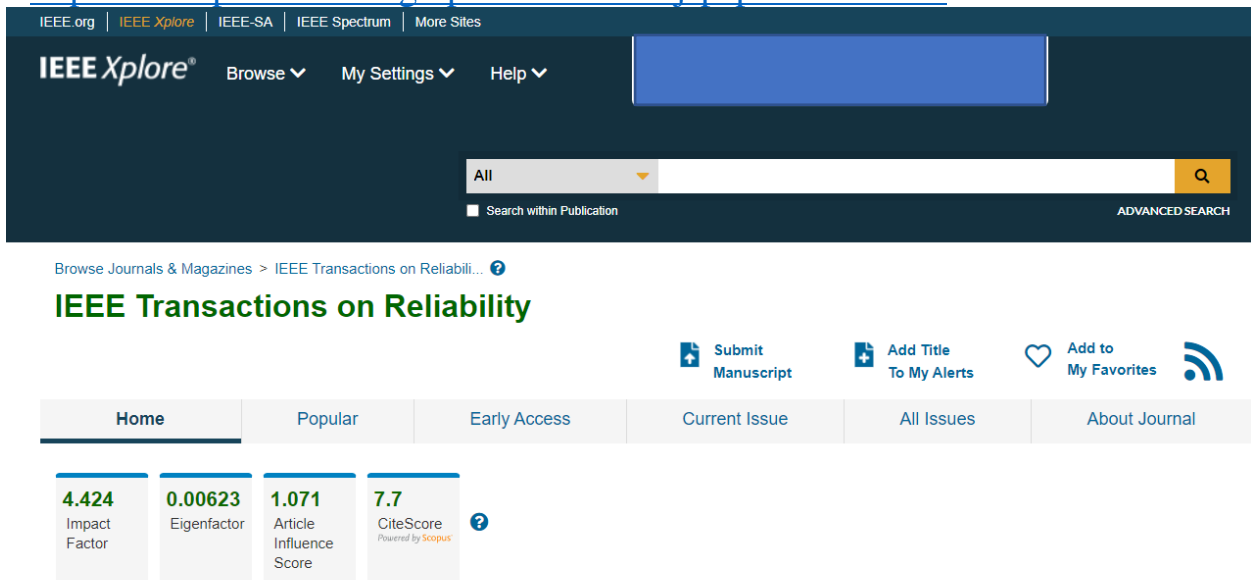 IEEE.org | IEEE Xplore | IEEE-SA | IEEE Spectrum | More Sites
IEEE Xplore®
Browse My Settings Help
All
Search within Publication
ADVANCED SEARCH
Browse Journals & Magazines > IEEE Transactions on Reliabili...
IEEE Transactions on Reliability
Submit
Manuscript
Add Title
To My Alerts
Add to
My Favorites
Home Popular Early Access Current Issue All Issues About Journal
4.424
Impact
Factor
0.00623
Eigenfactor
1.071
Article
Influence
Score
7.7
CiteScore
Powered by Scopus